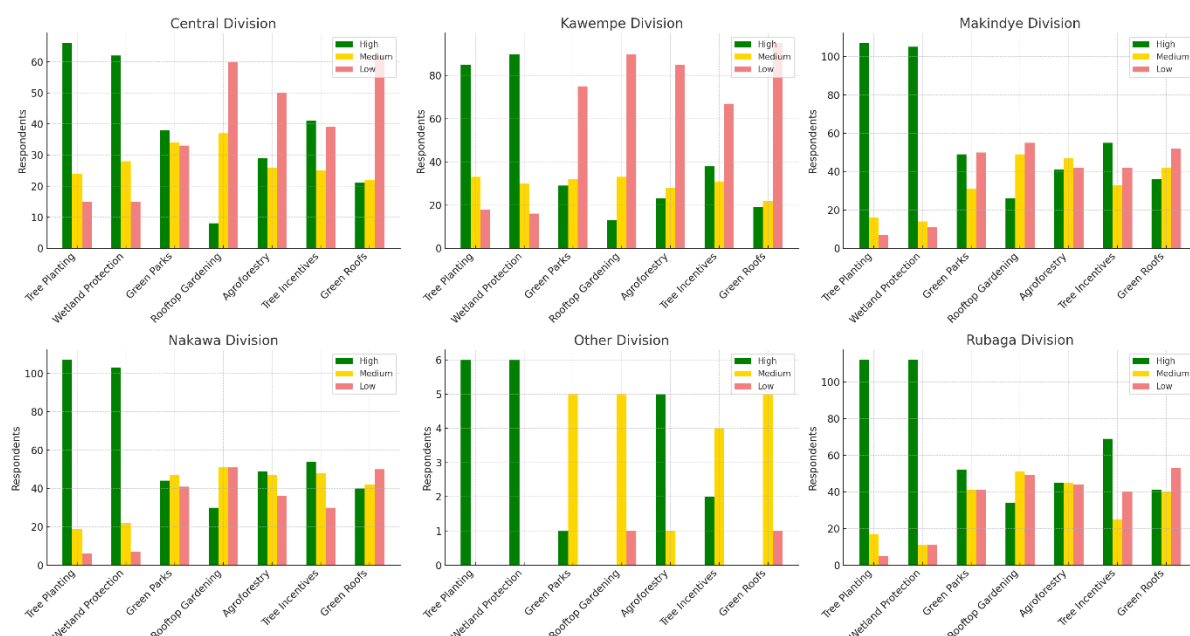 Central Division
Respondents
60
50
40
30
20
10
0
High
Medium
Low
Tree Planting
Wetland Protection
Green Parks
Rooftop Gardening
Agroforestry
Tree Incentives
Green Roofs
Kawempe Division
Respondents
80
60
40
20
0
High
Medium
Low
Tree Planting
Wetland Protection
Green Parks
Rooftop Gardening
Agroforestry
Tree Incentives
Green Roofs
Makindye Division
Respondents
100
80
60
40
20
0
High
Medium
Low
Tree Planting
Wetland Protection
Green Parks
Rooftop Gardening
Agroforestry
Tree Incentives
Green Roofs
Nakawa Division
Respondents
100
80
60
40
20
0
High
Medium
Low
Tree Planting
Wetland Protection
Green Parks
Rooftop Gardening
Agroforestry
Tree Incentives
Green Roofs
Other Division
Respondents
6
5
4
3
2
1
0
High
Medium
Low
Tree Planting
Wetland Protection
Green Parks
Rooftop Gardening
Agroforestry
Tree Incentives
Green Roofs
Rubaga Division
Respondents
100
80
60
40
20
0
High
Medium
Low
Tree Planting
Wetland Protection
Green Parks
Rooftop Gardening
Agroforestry
Tree Incentives
Green Roofs